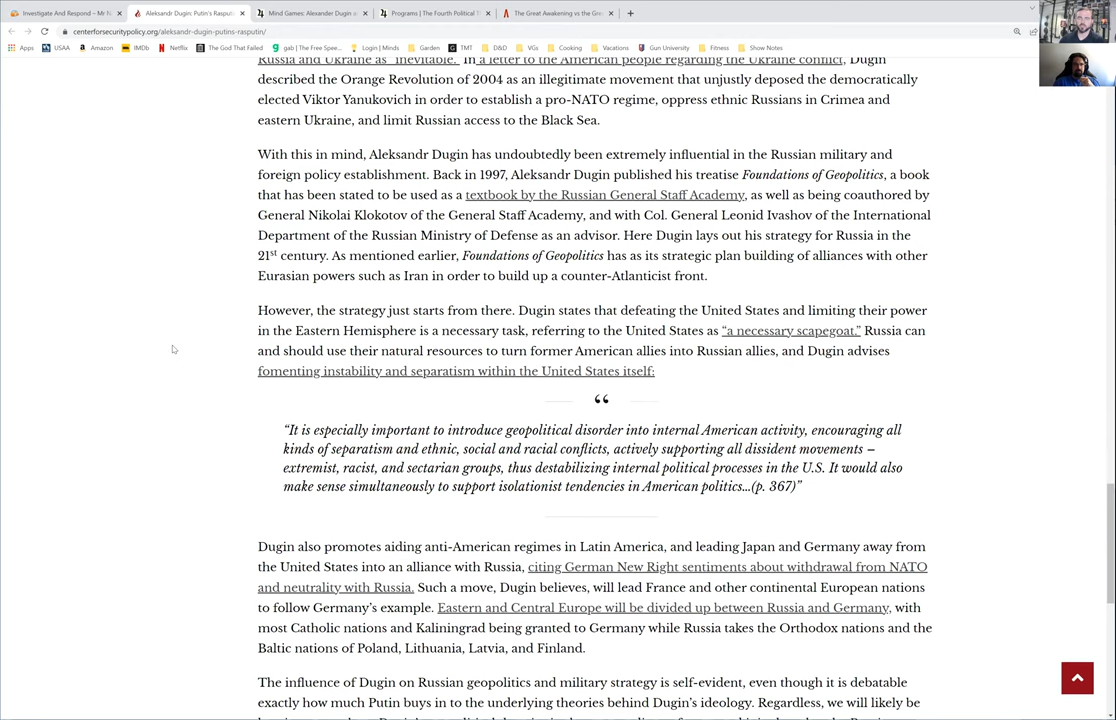 Investigate And Respond – Mr N
Aleksandr Dugin: Putin's Rasputi
Mind Games: Alexander Dugin a
Programs | The Fourth Political T
The Great Awakening vs the Gre
centerforsecuritypolicy.org/aleksandr-dugin-putins-rasputin/
Apps
USAA
Amazon
IMDb
Netflix
The God That Failed
gab | The Free Spee...
Login | Minds
Garden
TMT
D&D
VGs
Cooking
Vacations
Gun University
Fitness
Show Notes
Russia and Ukraine as "inevitable." In a letter to the American people regarding the Ukraine conflict, Dugin
described the Orange Revolution of 2004 as an illegitimate movement that unjustly deposed the democratically
elected Viktor Yanukovich in order to establish a pro-NATO regime, oppress ethnic Russians in Crimea and
eastern Ukraine, and limit Russian access to the Black Sea.
With this in mind, Aleksandr Dugin has undoubtedly been extremely influential in the Russian military and
foreign policy establishment. Back in 1997, Aleksandr Dugin published his treatise Foundations of Geopolitics, a book
that has been stated to be used as a textbook by the Russian General Staff Academy, as well as being coauthored by
General Nikolai Klokotov of the General Staff Academy, and with Col. General Leonid Ivashov of the International
Department of the Russian Ministry of Defense as an advisor. Here Dugin lays out his strategy for Russia in the
21st century. As mentioned earlier, Foundations of Geopolitics has as its strategic plan building of alliances with other
Eurasian powers such as Iran in order to build up a counter-Atlanticist front.
However, the strategy just starts from there. Dugin states that defeating the United States and limiting their power
in the Eastern Hemisphere is a necessary task, referring to the United States as "a necessary scapegoat." Russia can
and should use their natural resources to turn former American allies into Russian allies, and Dugin advises
fomenting instability and separatism within the United States itself:
“
“It is especially important to introduce geopolitical disorder into internal American activity, encouraging all
kinds of separatism and ethnic, social and racial conflicts, actively supporting all dissident movements –
extremist, racist, and sectarian groups, thus destabilizing internal political processes in the U.S. It would also
make sense simultaneously to support isolationist tendencies in American politics…(p. 367)”
Dugin also promotes aiding anti-American regimes in Latin America, and leading Japan and Germany away from
the United States into an alliance with Russia, citing German New Right sentiments about withdrawal from NATO
and neutrality with Russia. Such a move, Dugin believes, will lead France and other continental European nations
to follow Germany's example. Eastern and Central Europe will be divided up between Russia and Germany, with
most Catholic nations and Kaliningrad being granted to Germany while Russia takes the Orthodox nations and the
Baltic nations of Poland, Lithuania, Latvia, and Finland.
The influence of Dugin on Russian geopolitics and military strategy is self-evident, even though it is debatable
exactly how much Putin buys in to the underlying theories behind Dugin's ideology. Regardless, we will likely be